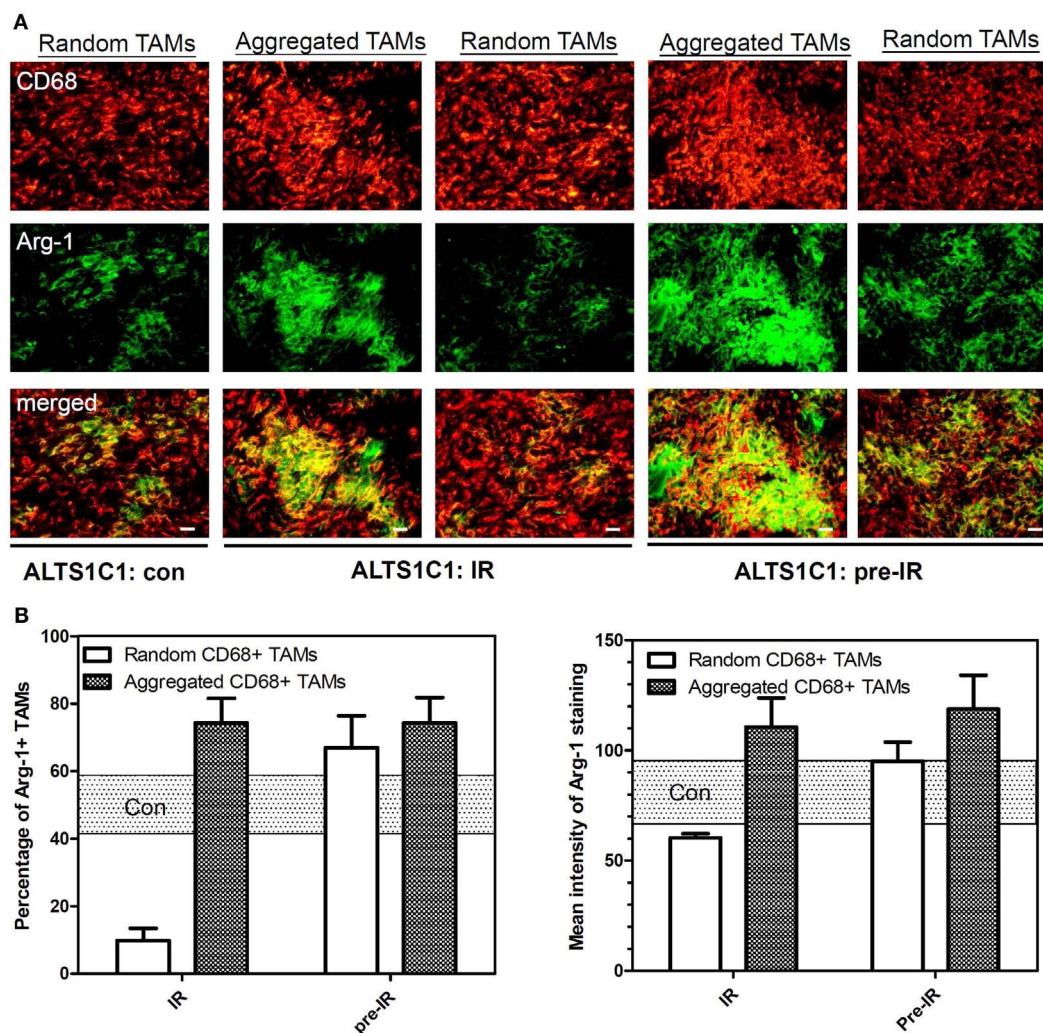 A
Random TAMs
Aggregated TAMs
Random TAMs
Aggregated TAMs
Random TAMs
CD68
Arg-1
merged
ALTS1C1: con
ALTS1C1: IR
ALTS1C1: pre-IR
B
Percentage of Arg-1+ TAMs
100
80
60
40
20
0
Random CD68+ TAMs
Aggregated CD68+ TAMs
Con
IR
pre-IR
Mean intensity of Arg-1 staining
150
100
50
0
Random CD68+ TAMs
Aggregated CD68+ TAMs
Con
IR
Pre-IR